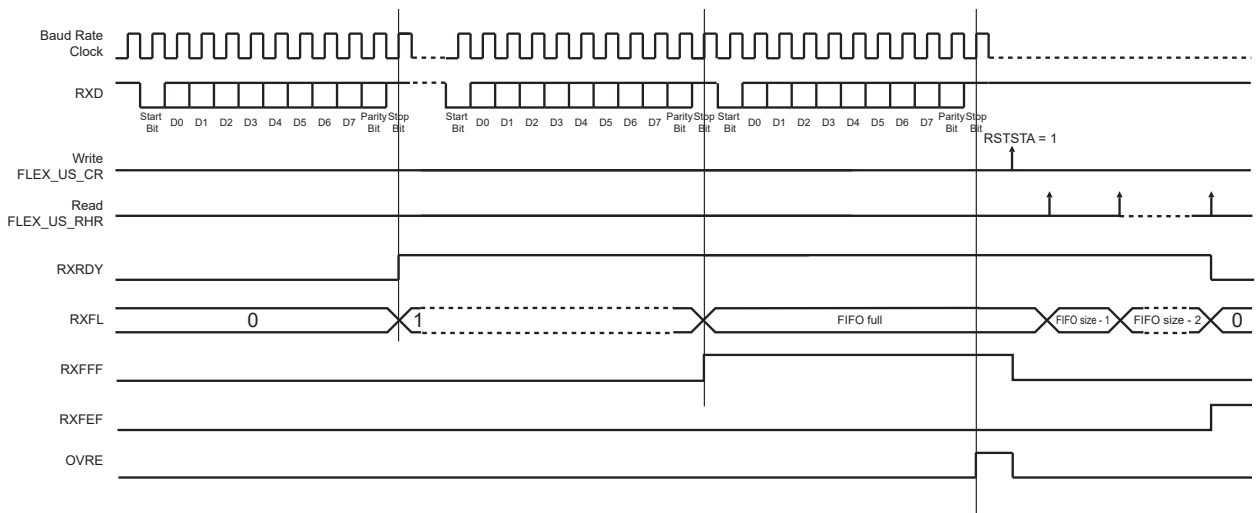 Baud Rate
Clock
RXD
Start
Bit
D0
D1
D2
D3
D4
D5
D6
D7
Parity
Bit
Stop
Bit
Start
Bit
D0
D1
D2
D3
D4
D5
D6
D7
Parity
Bit
Stop
Bit
Start
Bit
D0
D1
D2
D3
D4
D5
D6
D7
Parity
Bit
Stop
Bit
Write
FLEX_US_CR
RSTSTA = 1
Read
FLEX_US_RHR
RXRDY
RXFL
0
1
FIFO full
FIFO size - 1
FIFO size - 2
0
RXFFF
RXFEF
OVRE